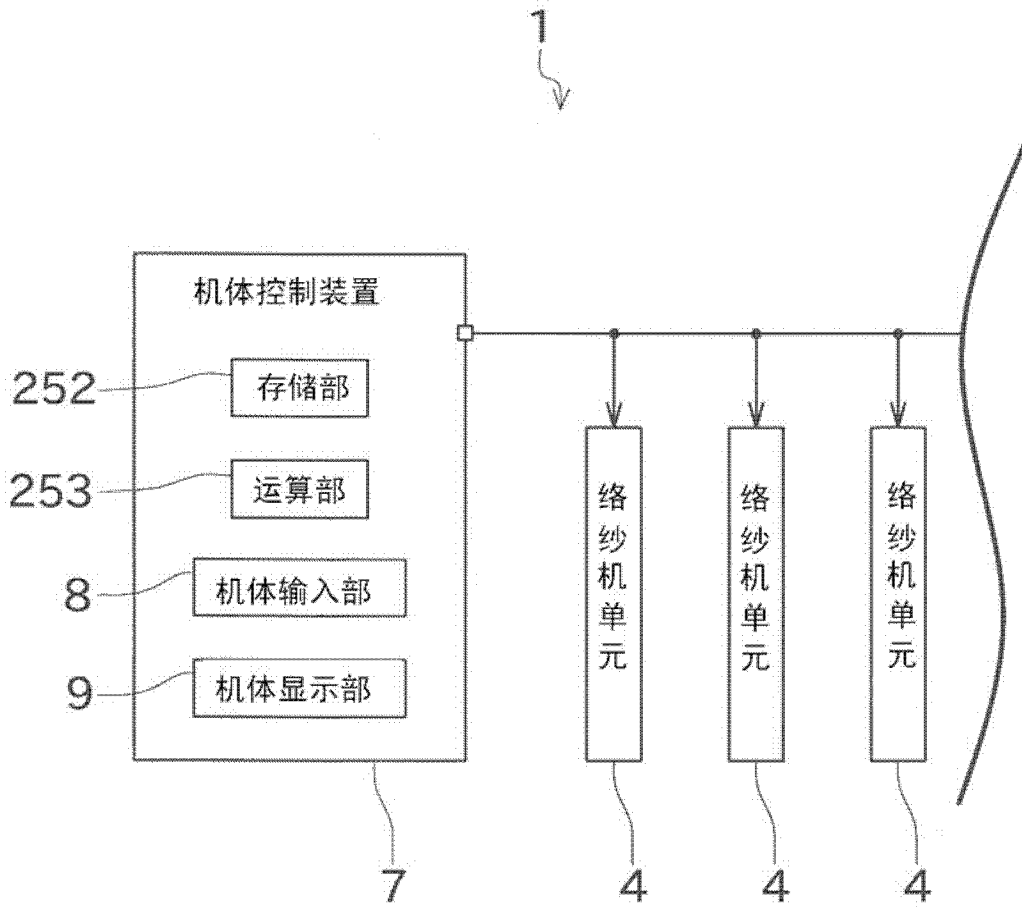 1
机体控制装置
252
存储部
253
运算部
8
机体输入部
9
机体显示部
络纱机单元
络纱机单元
络纱机单元
7
4
4
4